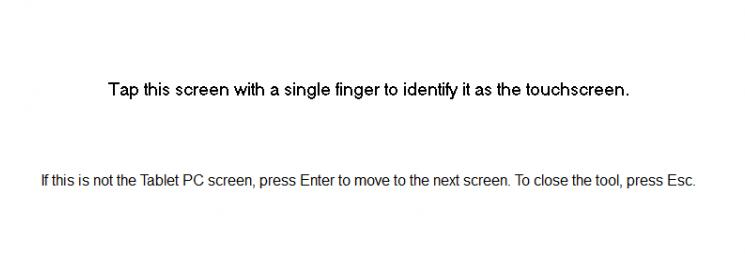 Tap this screen with a single finger to identify it as the touchscreen.
If this is not the Tablet PC screen, press Enter to move to the next screen. To close the tool, press Esc.